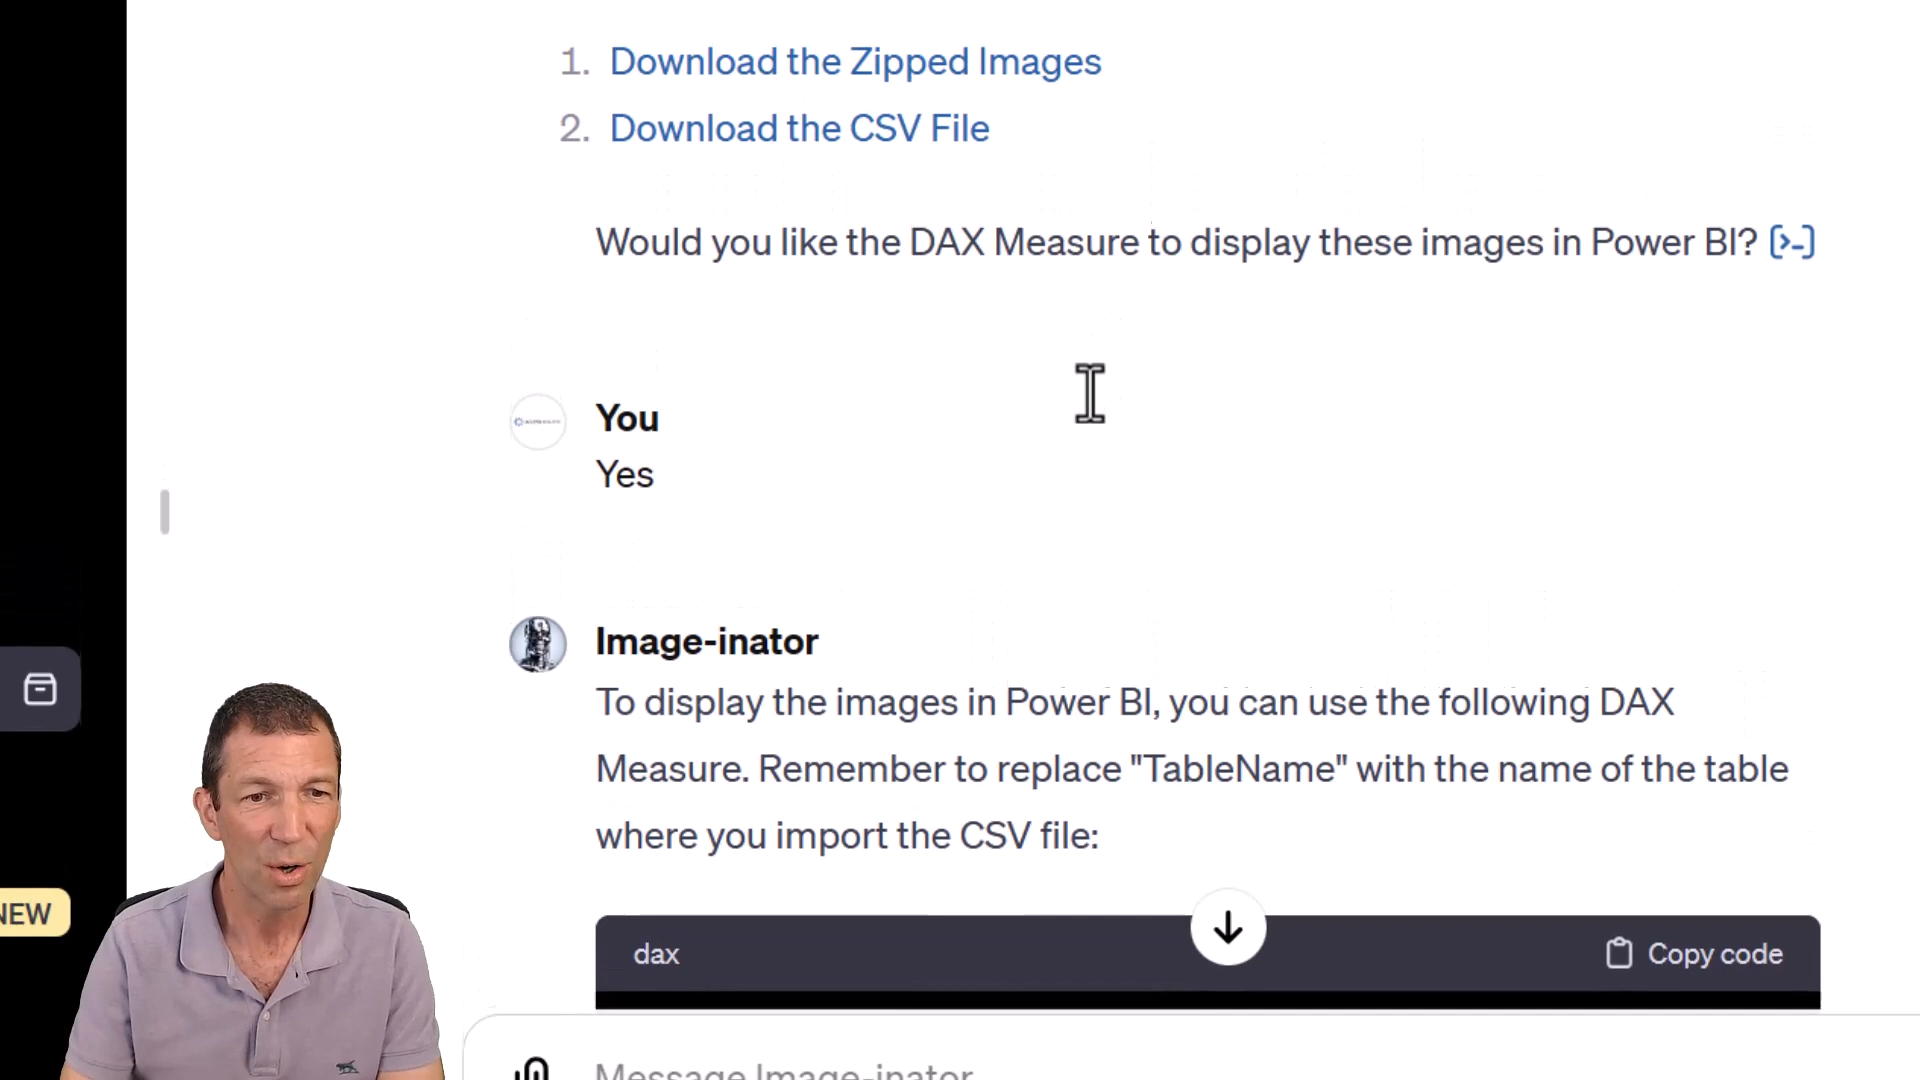 1. Download the Zipped Images
2. Download the CSV File
Would you like the DAX Measure to display these images in Power BI? [>-]
You
Yes
Image-inator
To display the images in Power BI, you can use the following DAX
Measure. Remember to replace "TableName" with the name of the table
where you import the CSV file:
NEW
dax
Copy code
Message Image-inator